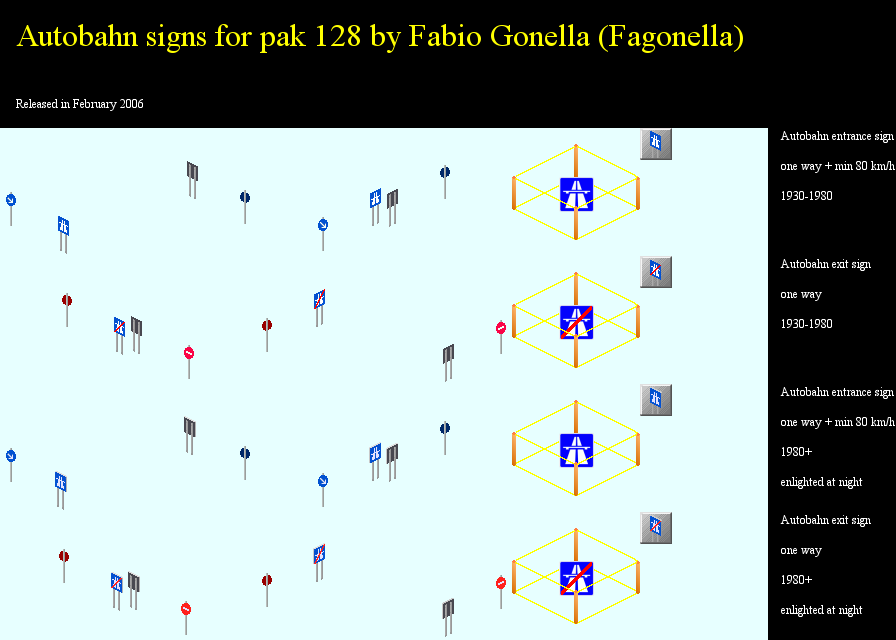 Autobahn signs for pak 128 by Fabio Gonella (Fagonella)
Released in February 2006
Autobahn entrance sign
one way + min 80 km/h
1930-1980
Autobahn exit sign
one way
1930-1980
Autobahn entrance sign
one way + min 80 km/h
1980+
enlighted at night
Autobahn exit sign
one way
1980+
enlighted at night